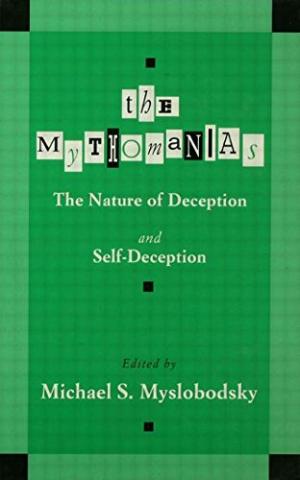 the
MyTHOmaNIAs
The Nature of Deception
and
Self-Deception
Edited by
Michael S. Myslobodsky